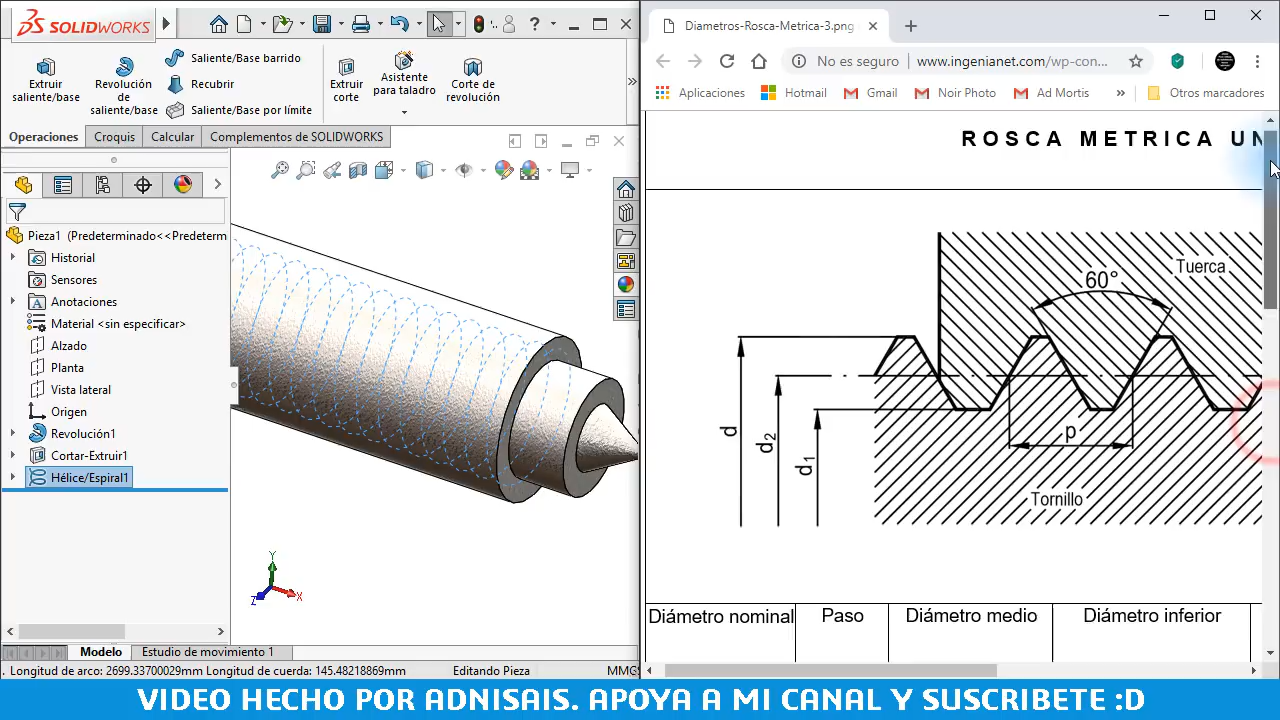 SOLIDWORKS
Extruir saliente/base
Revolución de saliente/base
Saliente/Base barrido
Recubrir
Saliente/Base por límite
Extruir corte
Asistente para taladro
Corte de revolución
Operaciones
Croquis
Calcular
Complementos de SOLIDWORKS
Pieza1 (Predeterminado<<Predeterm
Historial
Sensores
Anotaciones
Material <sin especificar>
Alzado
Planta
Vista lateral
Origen
Revolución1
Cortar-Extruir1
Hélice/Espiral1
Y
X
Z
Modelo
Estudio de movimiento 1
Longitud de arco: 2699.33700029mm Longitud de cuerda: 145.48218869mm
Editando Pieza
MMGS
Diametros-Rosca-Metrica-3.png
No es seguro
www.ingenianet.com/wp-con...
Aplicaciones
Hotmail
Gmail
Noir Photo
Ad Mortis
»
Otros marcadores
ROSCA METRICA UN
Tuerca
60°
d
d2
d1
p
Tornillo
Diámetro nominal
Paso
Diámetro medio
Diámetro inferior
VIDEO HECHO POR ADNISAIS. APOYA A MI CANAL Y SUSCRIBETE :D